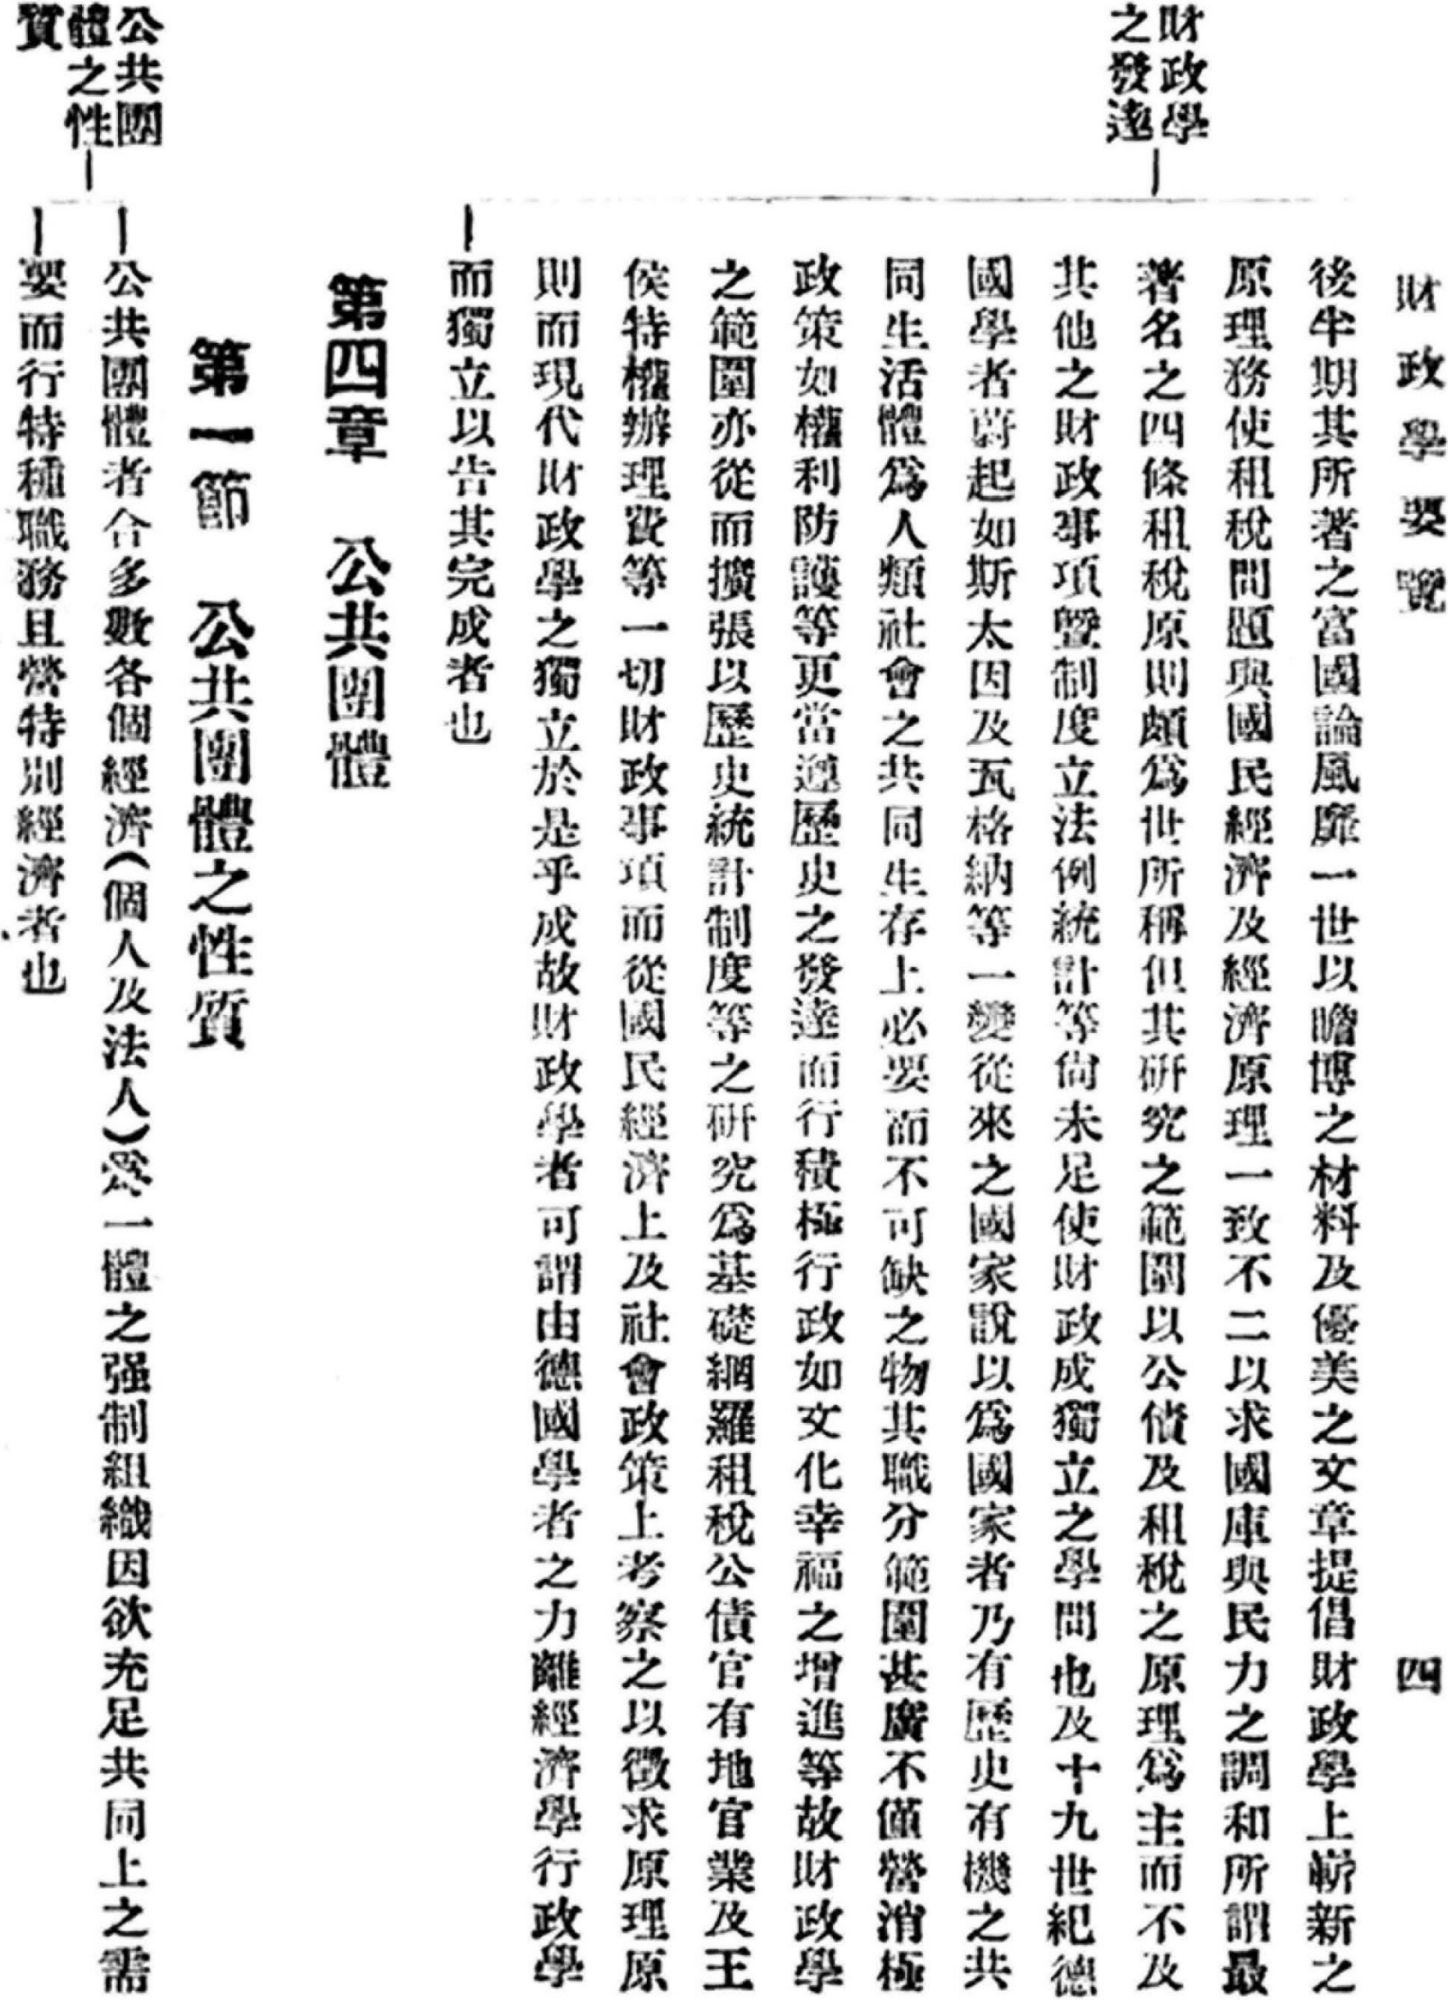 財政學要覽
四
財政學
之發達
後半期其所著之富國論風靡一世以瞻博之材料及優美之文章提倡財政學上嶄新之
原理務使租稅問題與國民經濟及經濟原理一致不二以求國庫與民力之調和所謂最
著名之四條租稅原則頗爲世所稱但其研究之範圍以公債及租稅之原理爲主而不及
其他之財政事項暨制度立法例統計等尙未足使財政成獨立之學問也及十九世紀德
國學者蔚起如斯太因及瓦格納等一變從來之國家說以爲國家者乃有歷史有機之共
同生活體爲人類社會之共同生存上必要而不可缺之物其職分範圍甚廣不僅營消極
政策如權利防護等更當遡歷史之發達而行積極行政如文化幸福之增進等故財政學
之範圍亦從而擴張以歷史統計制度等之研究爲基礎網羅租稅公債官有地官業及王
侯特權辦理費等一切財政事項而從國民經濟上及社會政策上考察之以徵求原理原
則而現代財政學之獨立於是乎成故財政學者可謂由德國學者之力離經濟學行政學
而獨立以告其完成者也
第四章　公共團體
第一節　公共團體之性質
公共團
體之性
質
公共團體者合多數各個經濟(個人及法人)爲一體之强制組織因欲充足共同上之需
要而行特種職務且營特別經濟者也